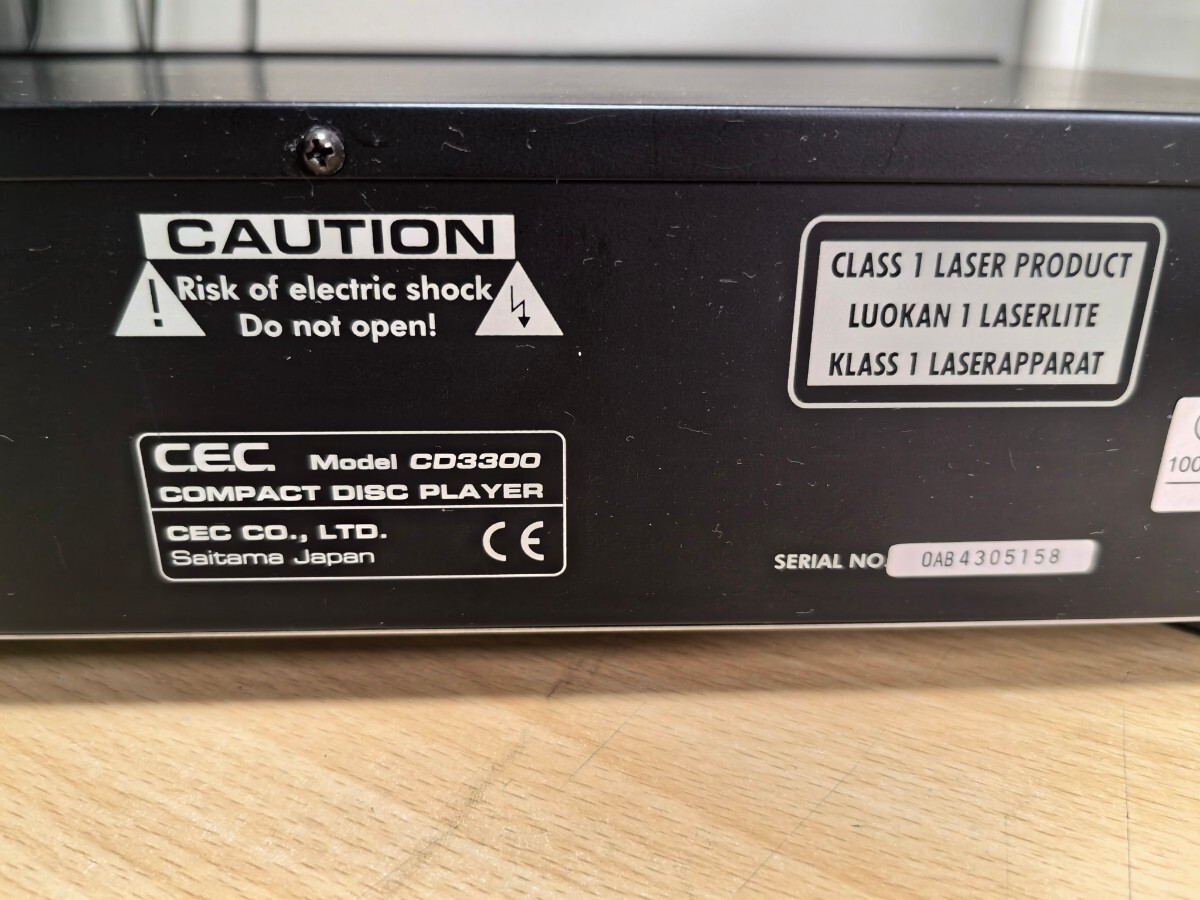 CAUTION
!
Risk of electric shock
Do not open!
CLASS 1 LASER PRODUCT
LUOKAN 1 LASERLITE
KLASS 1 LASERAPPARAT
C.E.C. Model CD3300
COMPACT DISC PLAYER
CEC CO., LTD.
Saitama Japan
CE
100
SERIAL NO. 0AB4305158